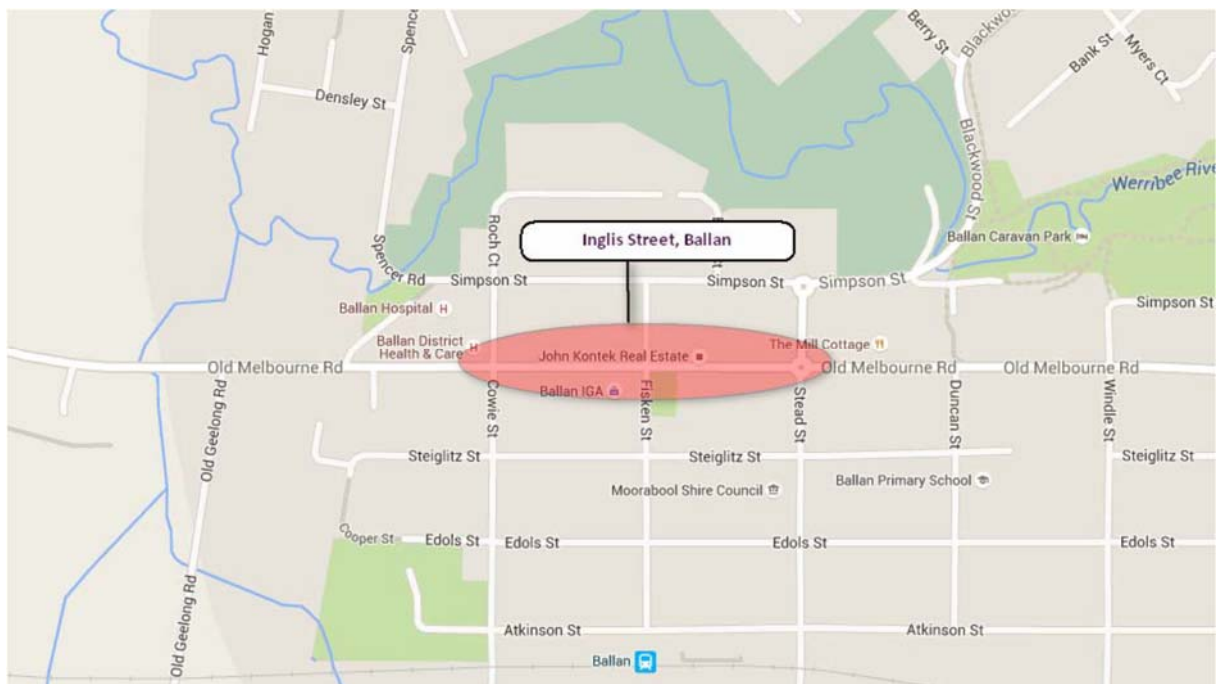 Hogan
Spenc
Densley St
Berry St
Blackwood
Bank St
Myers Ct
Blackwood St
Werribee Rive
Roch Ct
Inglis Street, Ballan
Ballan Caravan Park
Spencer Rd
Simpson St
Simpson St
Simpson St
Simpson St
Ballan Hospital H
Ballan District
Health & Care H
John Kontek Real Estate
The Mill Cottage
Old Melbourne Rd
Old Melbourne Rd
Old Melbourne Rd
Ballan IGA
Old Geelong Rd
Cowie St
Fisken St
Stead St
Duncan St
Windle St
Steiglitz St
Steiglitz St
Steiglitz St
Moorabool Shire Council
Ballan Primary School
Cooper St
Edols St
Edols St
Edols St
Edols St
Old Geelong Rd
Atkinson St
Atkinson St
Ballan